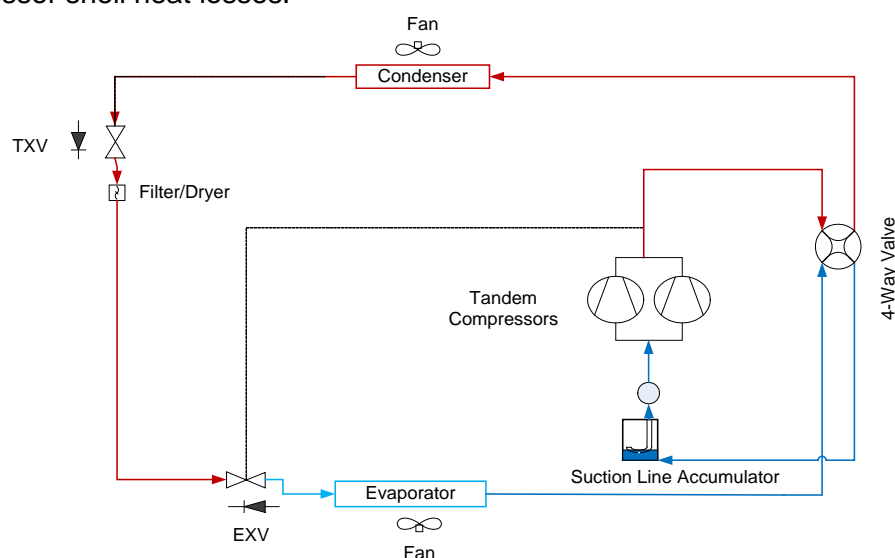 Fan
Condenser
TXV
Filter/Dryer
4-Way Valve
Tandem
Compressors
Suction Line Accumulator
Evaporator
EXV
Fan